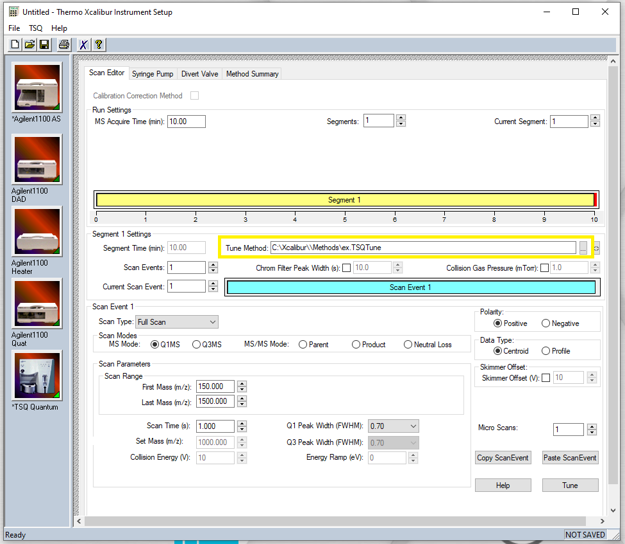 Untitled - Thermo Xcalibur Instrument Setup
File TSQ Help
Scan Editor Syringe Pump Divert Valve Method Summary
*Agilent1100 AS
Agilent1100 DAD
Agilent1100 Heater
Agilent1100 Quat
*TSQ Quantum
Calibration Correction Method
Run Settings
MS Acquire Time (min): 10.00 Segments: 1 Current Segment: 1
Segment 1
0 1 2 3 4 5 6 7 8 9 10
Segment 1 Settings
Segment Time (min): 10.00 Tune Method: C:\Xcalibur\\Methods\ex.TSQTune ...
Scan Events: 1 Chrom Filter Peak Width (s): 10.0 Collision Gas Pressure (mTorr): 1.0
Current Scan Event: 1 Scan Event 1
Scan Event 1
Scan Type: Full Scan
Scan Modes
MS Mode: Q1MS Q3MS MS/MS Mode: Parent Product Neutral Loss
Polarity:
Positive Negative
Data Type:
Centroid Profile
Skimmer Offset:
Skimmer Offset (V): 10
Scan Parameters
Scan Range
First Mass (m/z): 150.000
Last Mass (m/z): 1500.000
Scan Time (s): 1.000 Q1 Peak Width (FWHM): 0.70
Set Mass (m/z): 1000.000 Q3 Peak Width (FWHM): 0.70
Collision Energy (V): 10 Energy Ramp (eV): 0
Micro Scans: 1
Copy ScanEvent Paste ScanEvent
Help Tune
Ready NOT SAVED